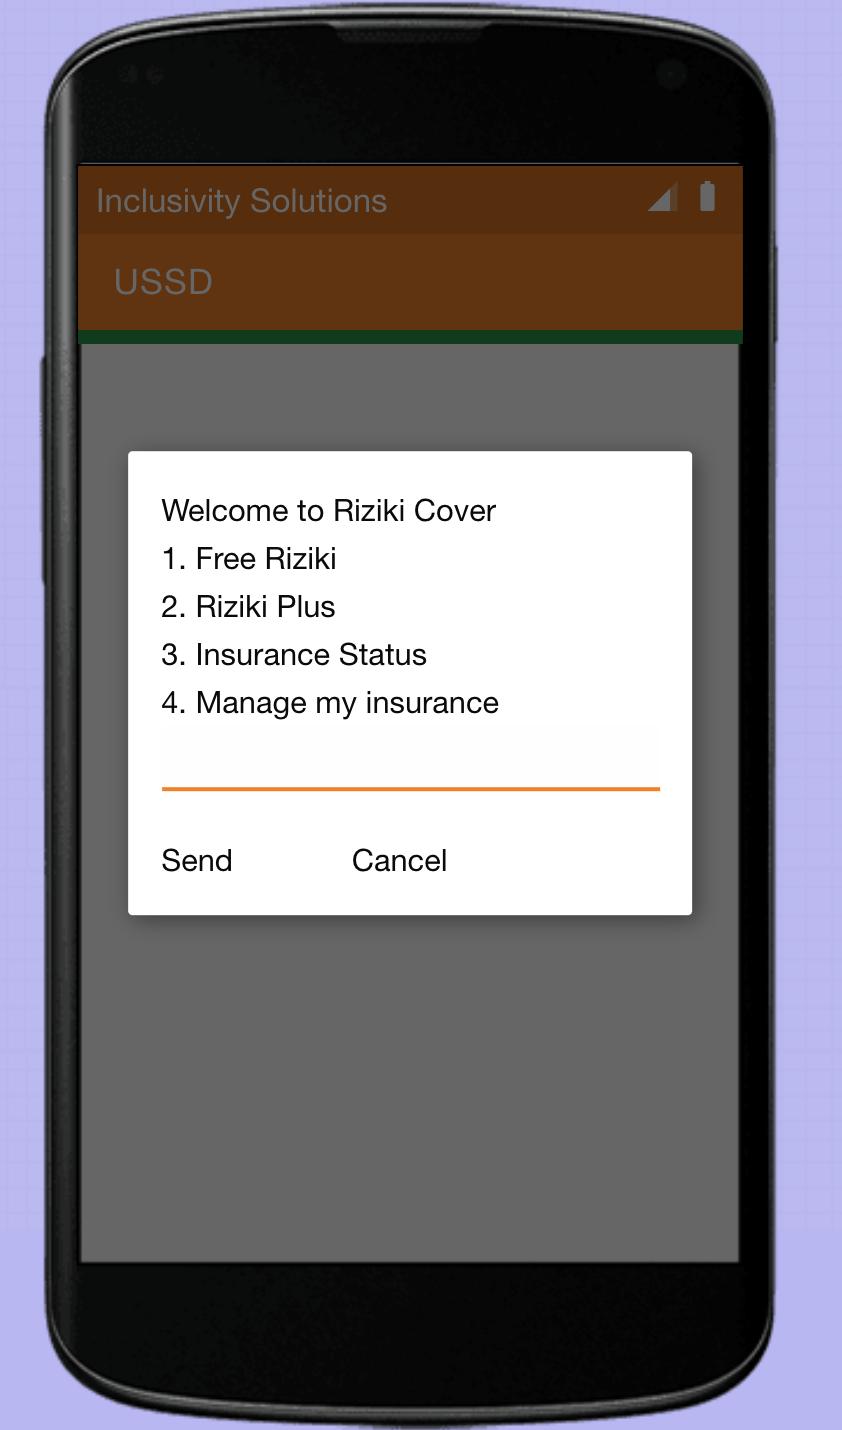 Inclusivity Solutions
USSD
Welcome to Riziki Cover
1. Free Riziki
2. Riziki Plus
3. Insurance Status
4. Manage my insurance
Send Cancel